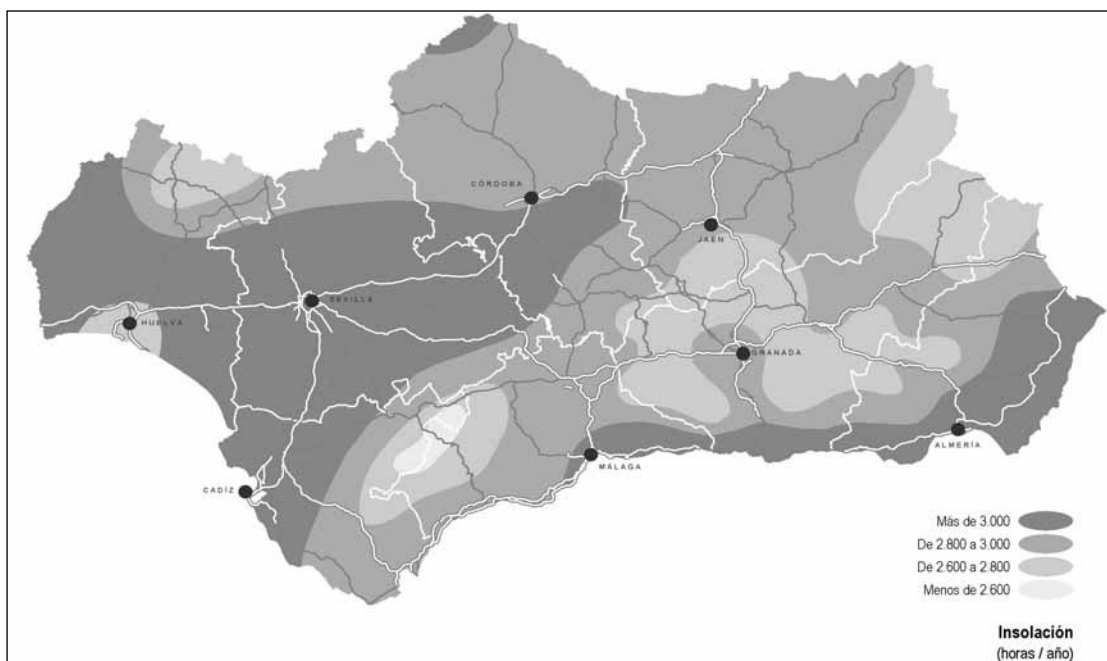 CÓRDOBA
JAÉN
SEVILLA
HUELVA
GRANADA
ALMERÍA
MÁLAGA
CADÍZ
Más de 3.000
De 2.800 a 3.000
De 2.600 a 2.800
Menos de 2.600
Insolación
(horas / año)